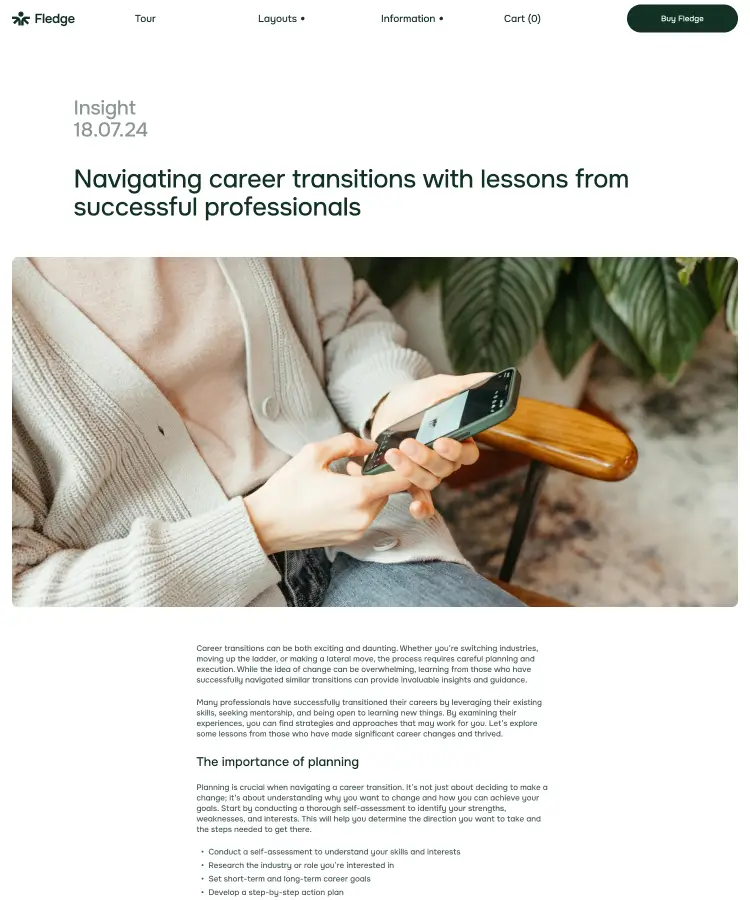 Fledge
Tour
Layouts •
Information •
Cart (0)
Buy Fledge
Insight
18.07.24
Navigating career transitions with lessons from
successful professionals
Career transitions can be both exciting and daunting. Whether you're switching industries,
moving up the ladder, or making a lateral move, the process requires careful planning and
execution. While the idea of change can be overwhelming, learning from those who have
successfully navigated similar transitions can provide invaluable insights and guidance.
Many professionals have successfully transitioned their careers by leveraging their existing
skills, seeking mentorship, and being open to learning new things. By examining their
experiences, you can find strategies and approaches that may work for you. Let's explore
some lessons from those who have made significant career changes and thrived.
The importance of planning
Planning is crucial when navigating a career transition. It's not just about deciding to make a
change; it's about understanding why you want to change and how you can achieve your
goals. Start by conducting a thorough self-assessment to identify your strengths,
weaknesses, and interests. This will help you determine the direction you want to take and
the steps needed to get there.
• Conduct a self-assessment to understand your skills and interests
• Research the industry or role you're interested in
• Set short-term and long-term career goals
• Develop a step-by-step action plan